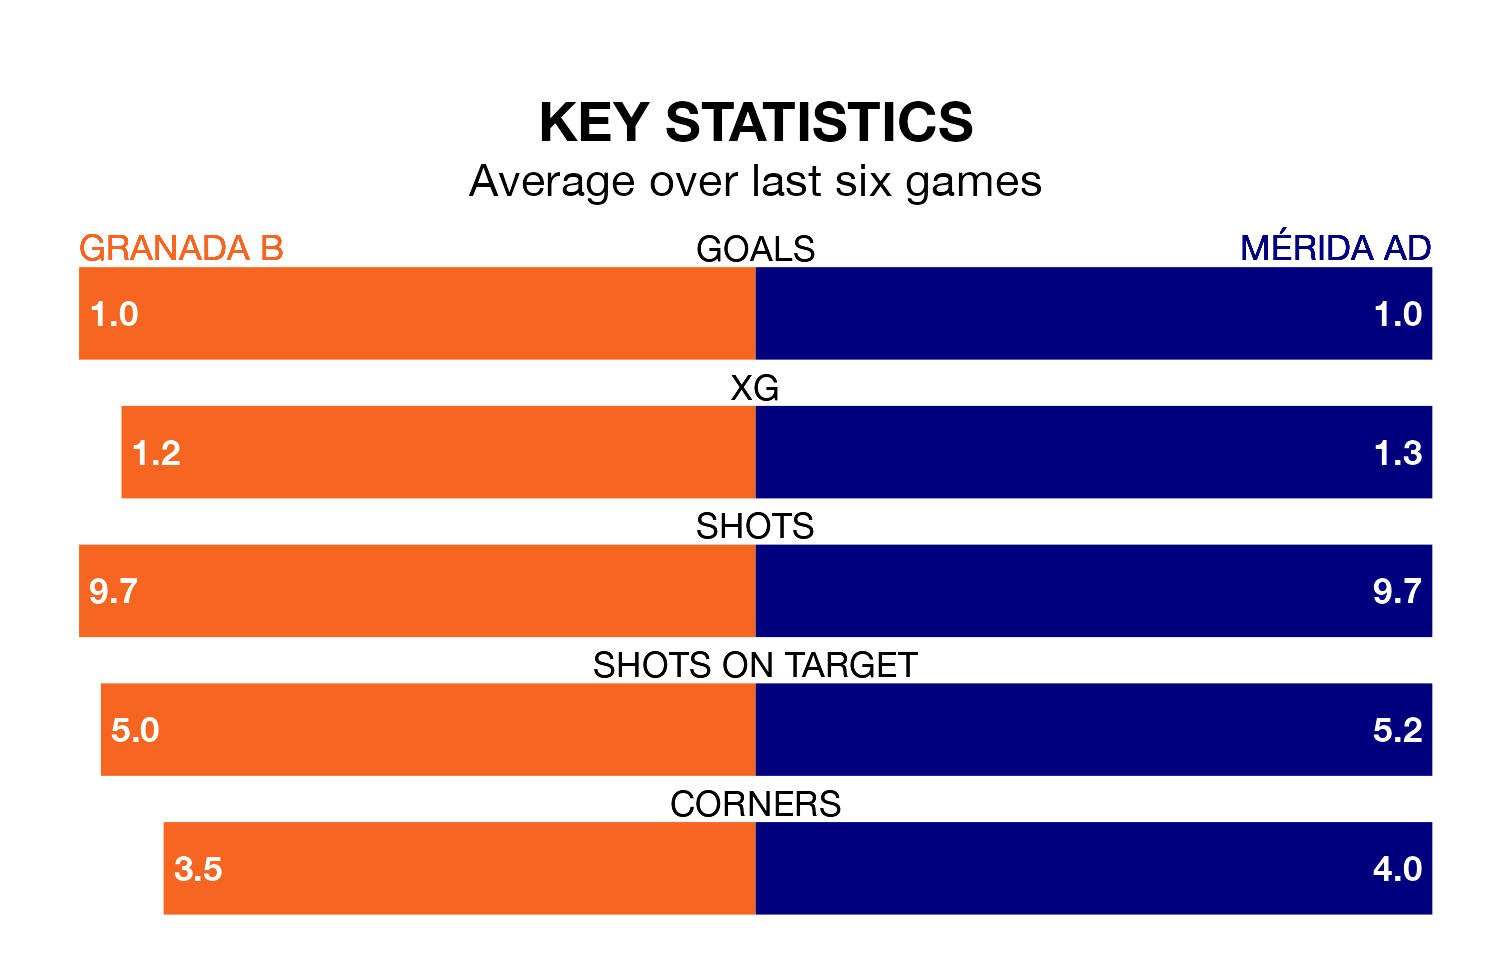 KEY STATISTICS
Average over last six games
GRANADA B GOALS MÉRIDA AD
1.0 1.0
XG
1.2 1.3
SHOTS
9.7 9.7
SHOTS ON TARGET
5.0 5.2
CORNERS
3.5 4.0